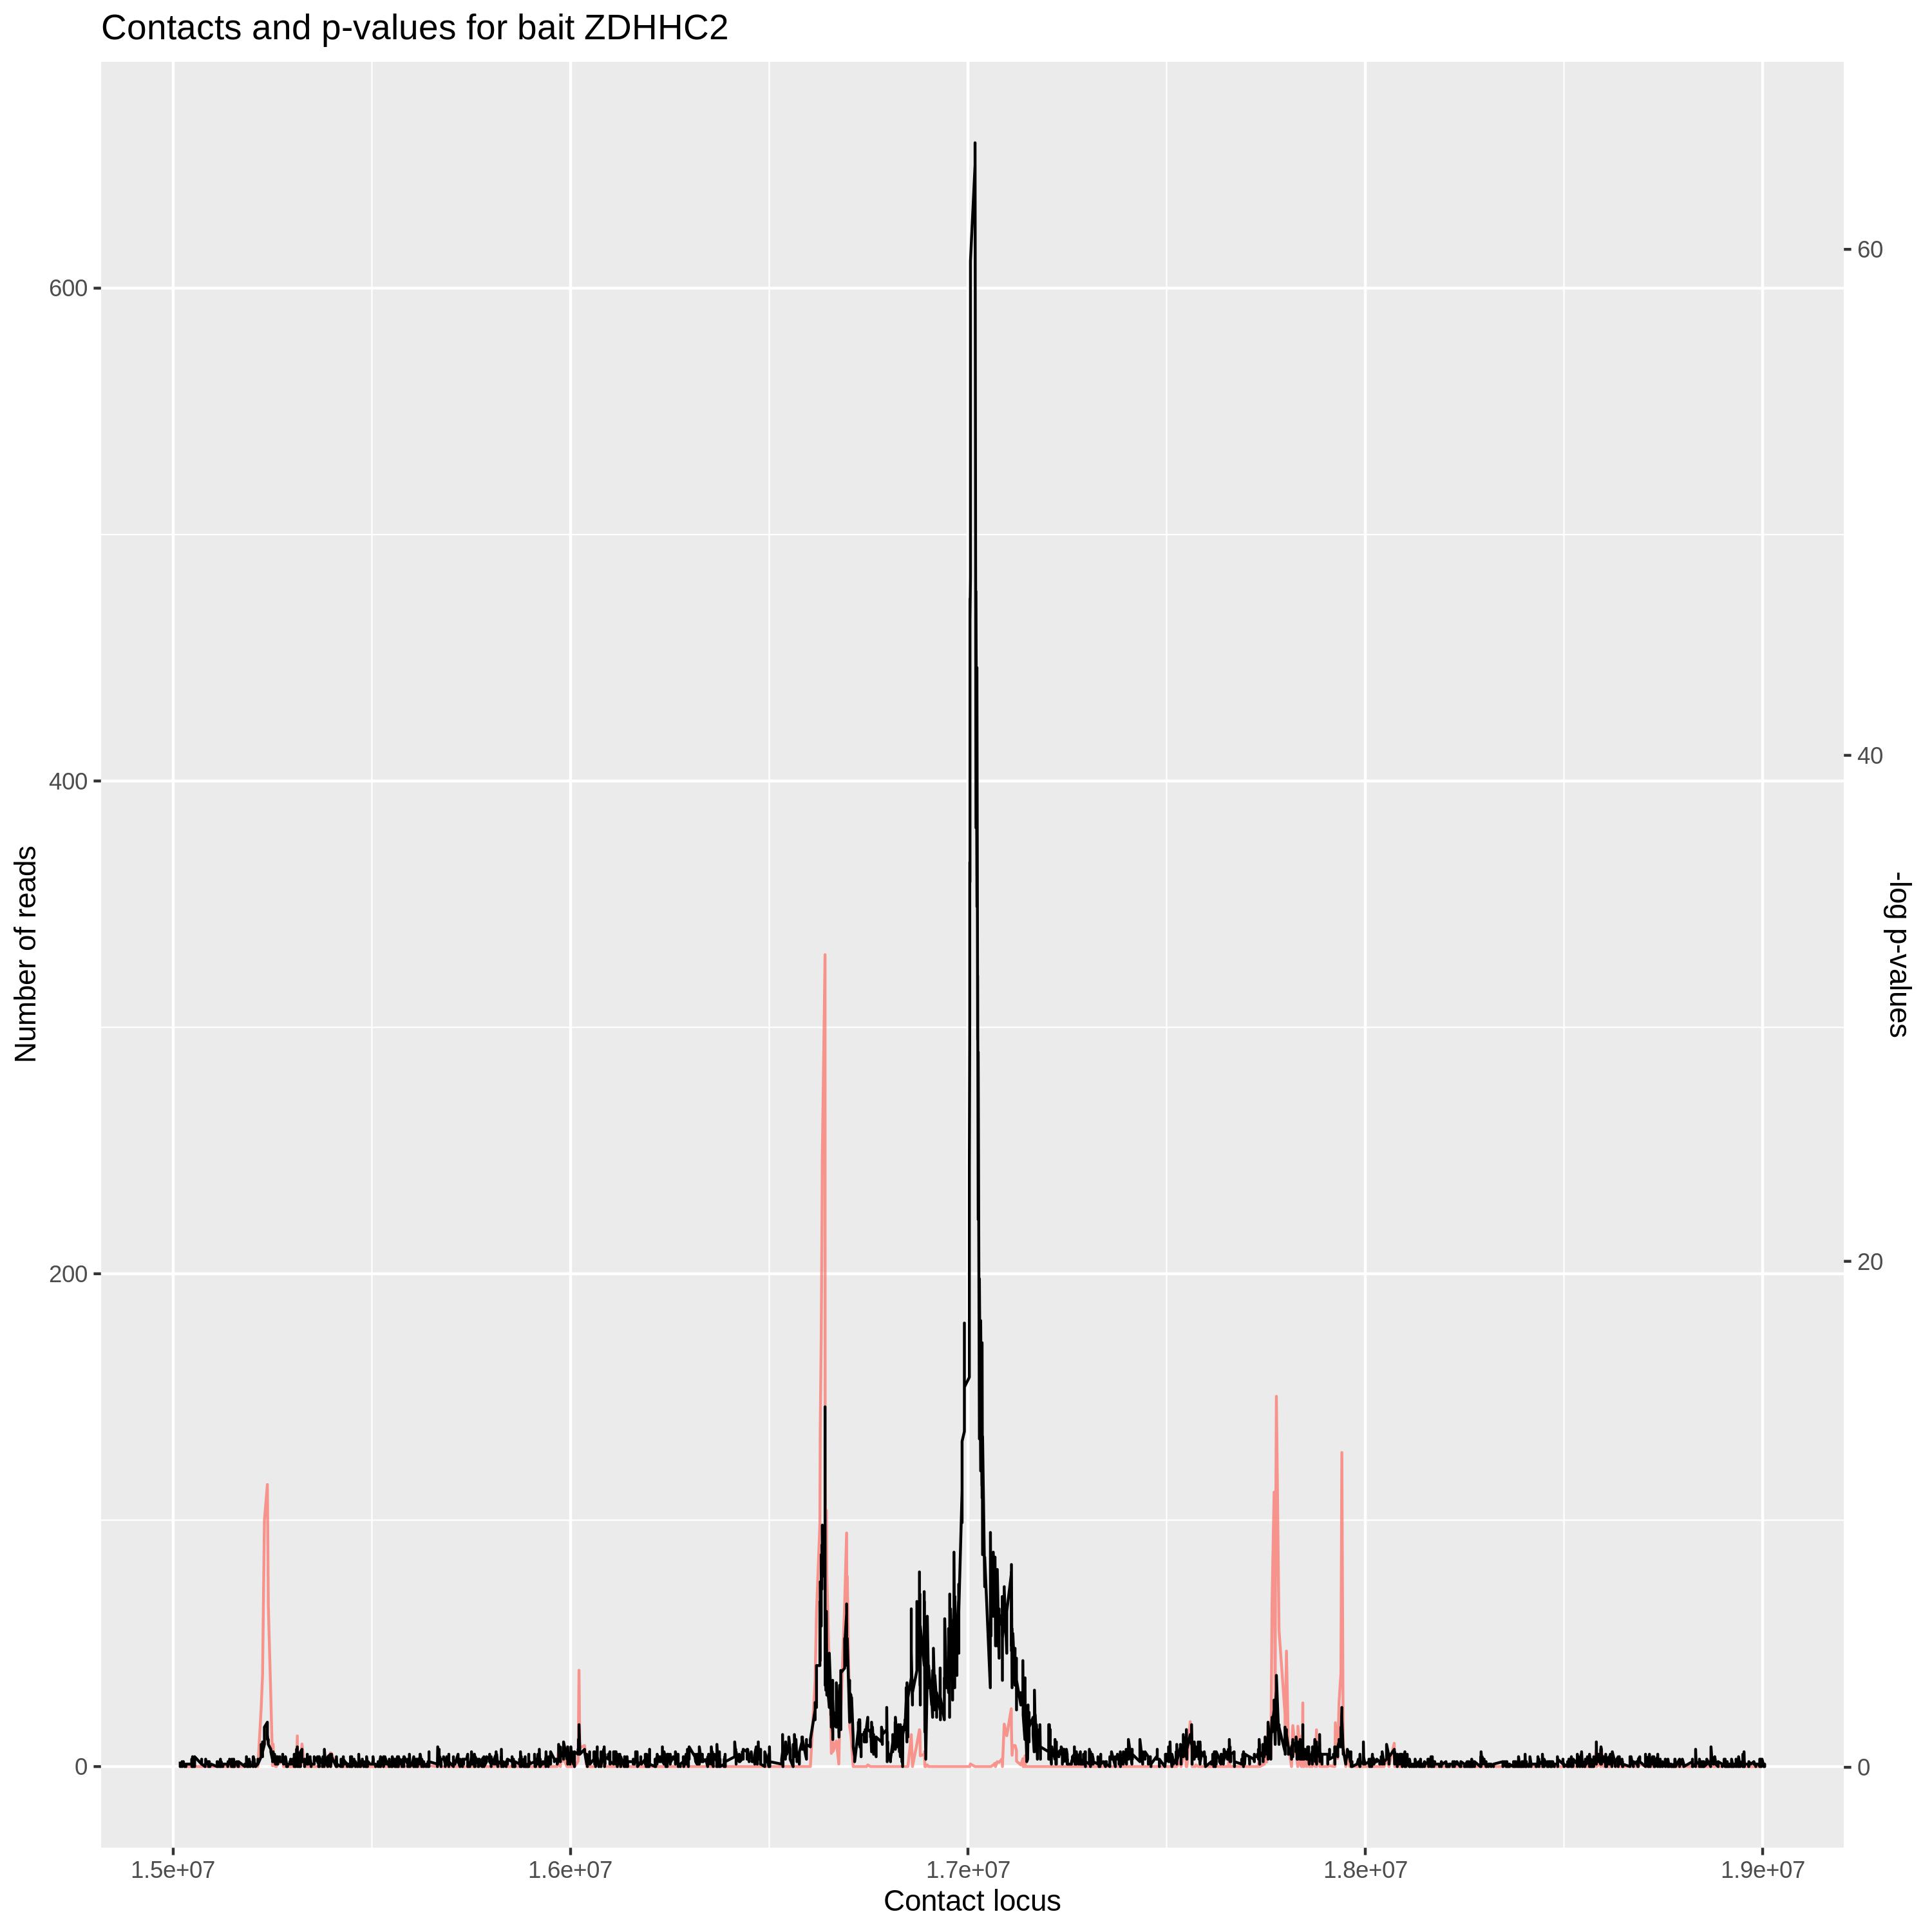 Contacts and p-values for bait ZDHHC2
600
400
200
0
Number of reads
60
40
20
0
-log p-values
1.5e+07 1.6e+07 1.7e+07 1.8e+07 1.9e+07
Contact locus